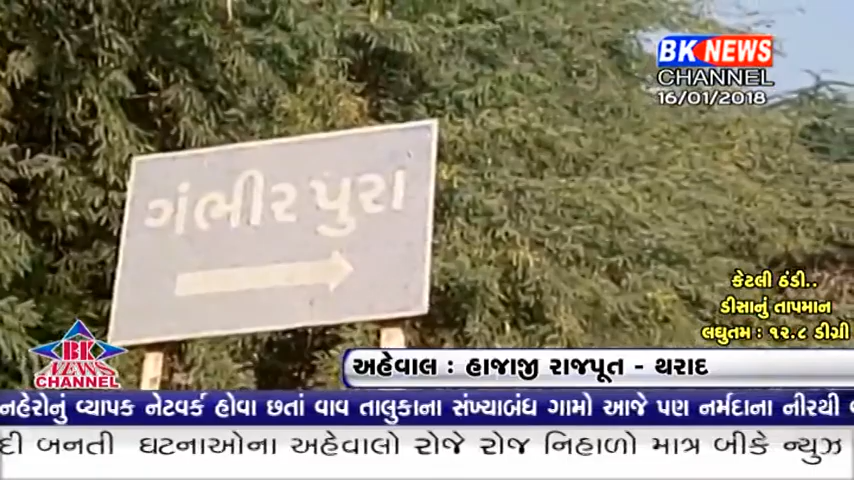 BK NEWS
CHANNEL
16/01/2018
ગંભીર પુરા
કેટલી ઠંડી..
ડીસાનું તાપમાન
લઘુતમ : ૧૨.૮ ડીગ્રી
BK
NEWS
CHANNEL
અહેવાલ : હાજાજી રાજપૂત - થરાદ
નહેરોનું વ્યાપક નેટવર્ક હોવા છતાં વાવ તાલુકાના સંખ્યાબંધ ગામો આજે પણ નર્મદાના નીરથી
બનતી ઘટનાઓના અહેવાલો રોજે રોજ નિહાળો માત્ર બીકે ન્યુઝ